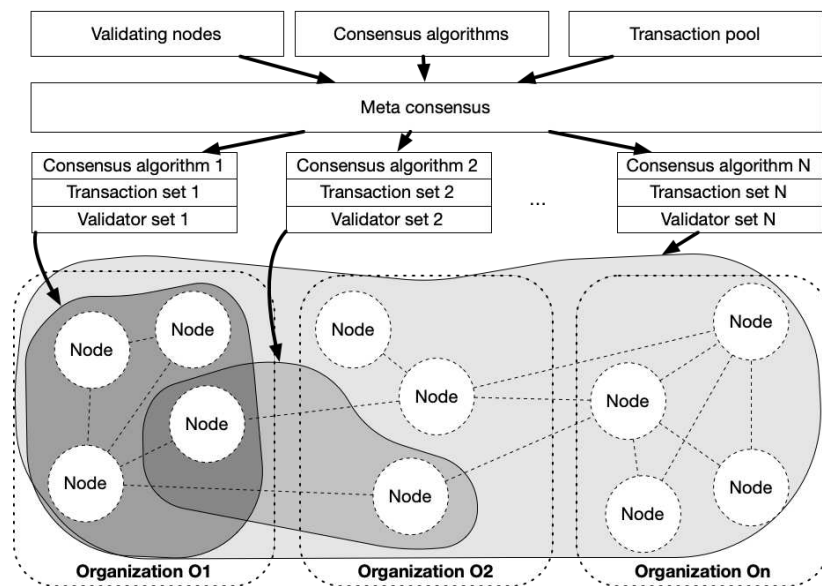 Validating nodes
Consensus algorithms
Transaction pool
Meta consensus
Consensus algorithm 1
Transaction set 1
Validator set 1
Consensus algorithm 2
Transaction set 2
Validator set 2
...
Consensus algorithm N
Transaction set N
Validator set N
Node
Node
Node
Node
Node
Node
Node
Node
Node
Node
Node
Organization O1
Organization O2
Organization On